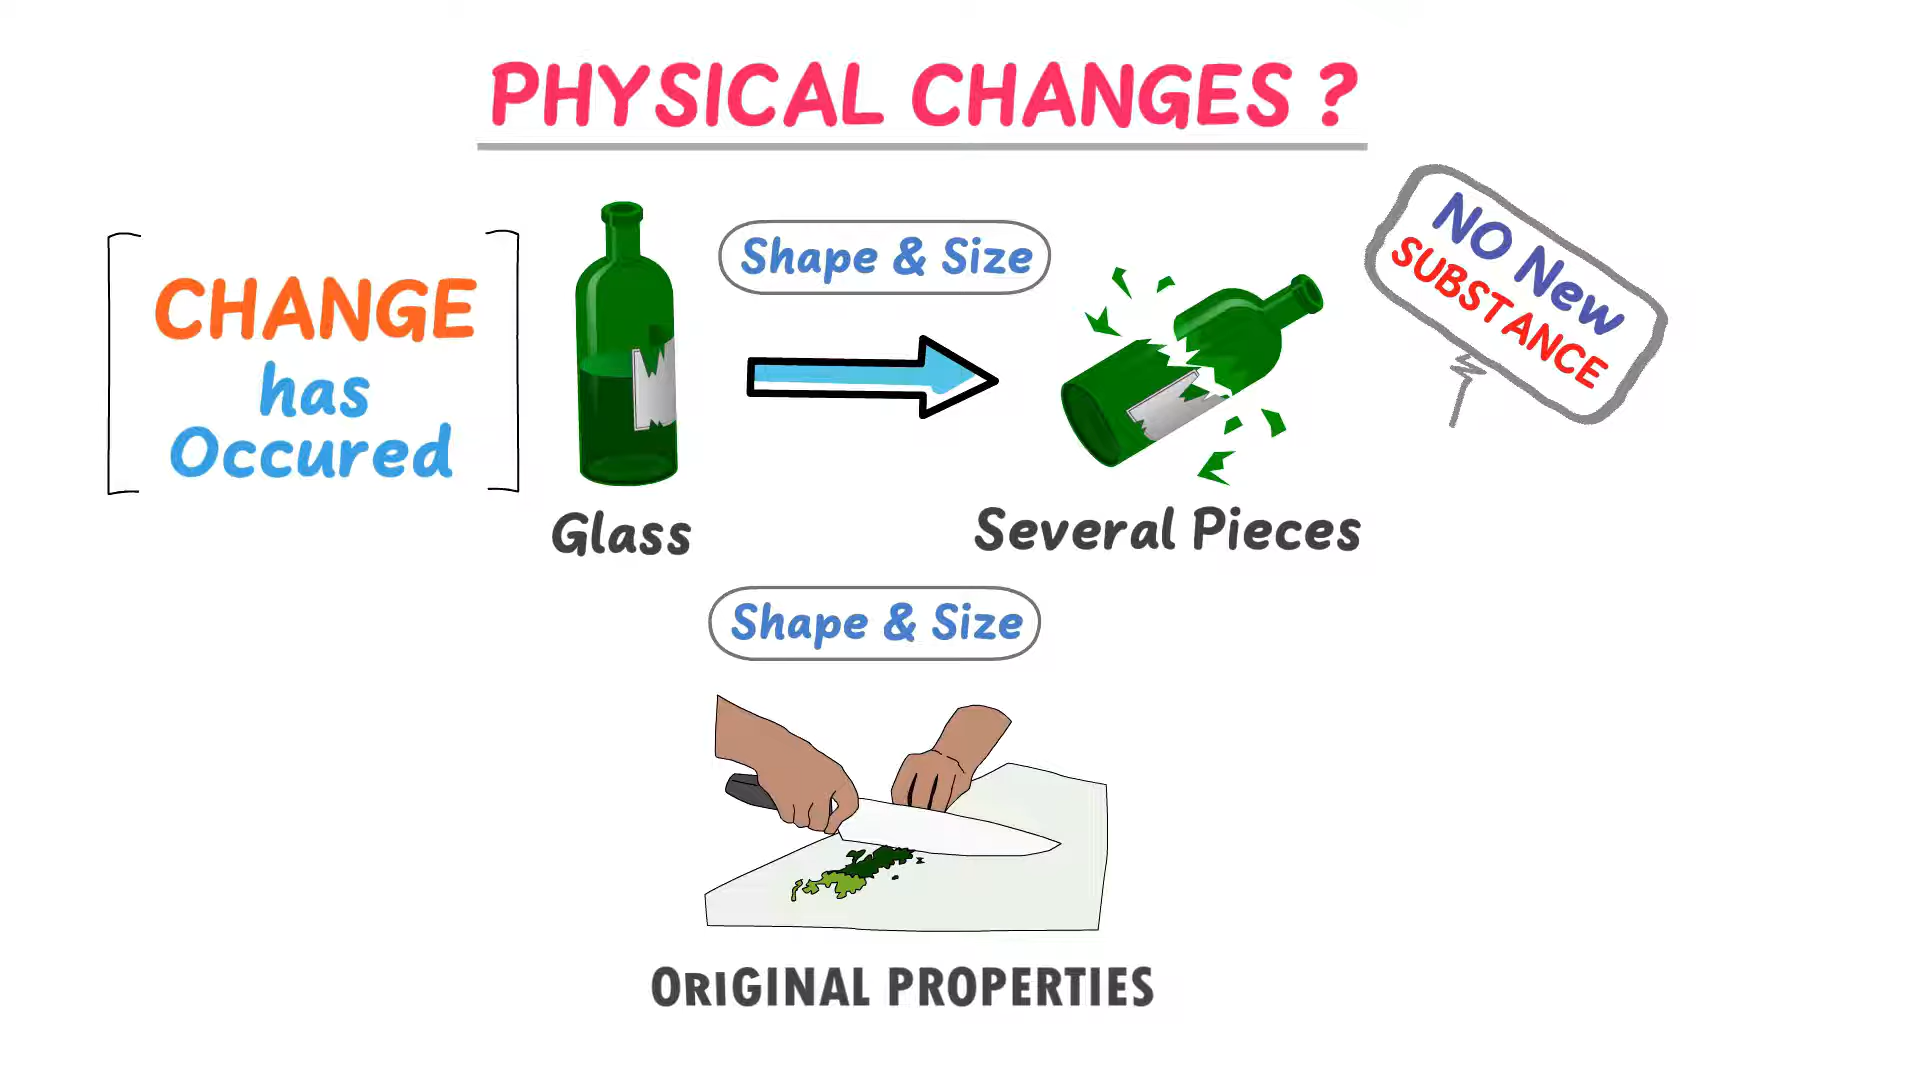 PHYSICAL CHANGES ?
CHANGE
has
Occured
Shape & Size
NO New
SUBSTANCE
Glass
Several Pieces
Shape & Size
ORIGINAL PROPERTIES